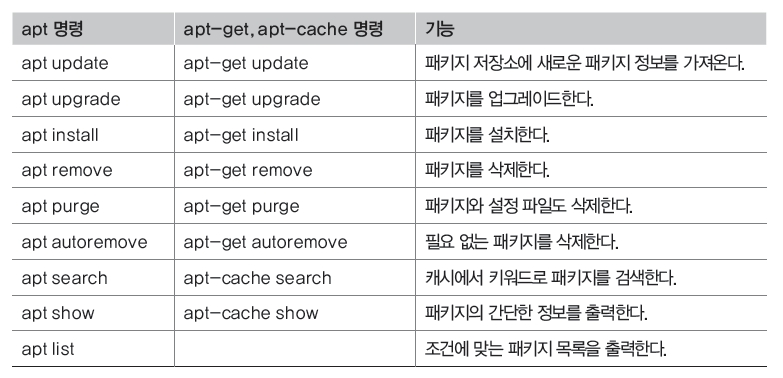 apt 명령 apt-get, apt-cache 명령 기능
apt update apt-get update 패키지 저장소에 새로운 패키지 정보를 가져온다.
apt upgrade apt-get upgrade 패키지를 업그레이드한다.
apt install apt-get install 패키지를 설치한다.
apt remove apt-get remove 패키지를 삭제한다.
apt purge apt-get purge 패키지와 설정 파일도 삭제한다.
apt autoremove apt-get autoremove 필요 없는 패키지를 삭제한다.
apt search apt-cache search 캐시에서 키워드로 패키지를 검색한다.
apt show apt-cache show 패키지의 간단한 정보를 출력한다.
apt list 조건에 맞는 패키지 목록을 출력한다.